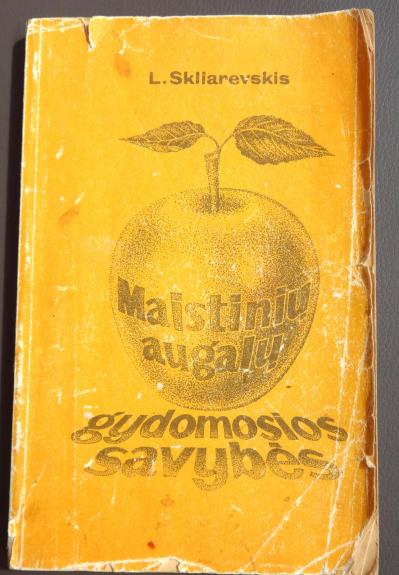 L. Skliarevskis
Maistinių
augalų
gydomosios
savybės